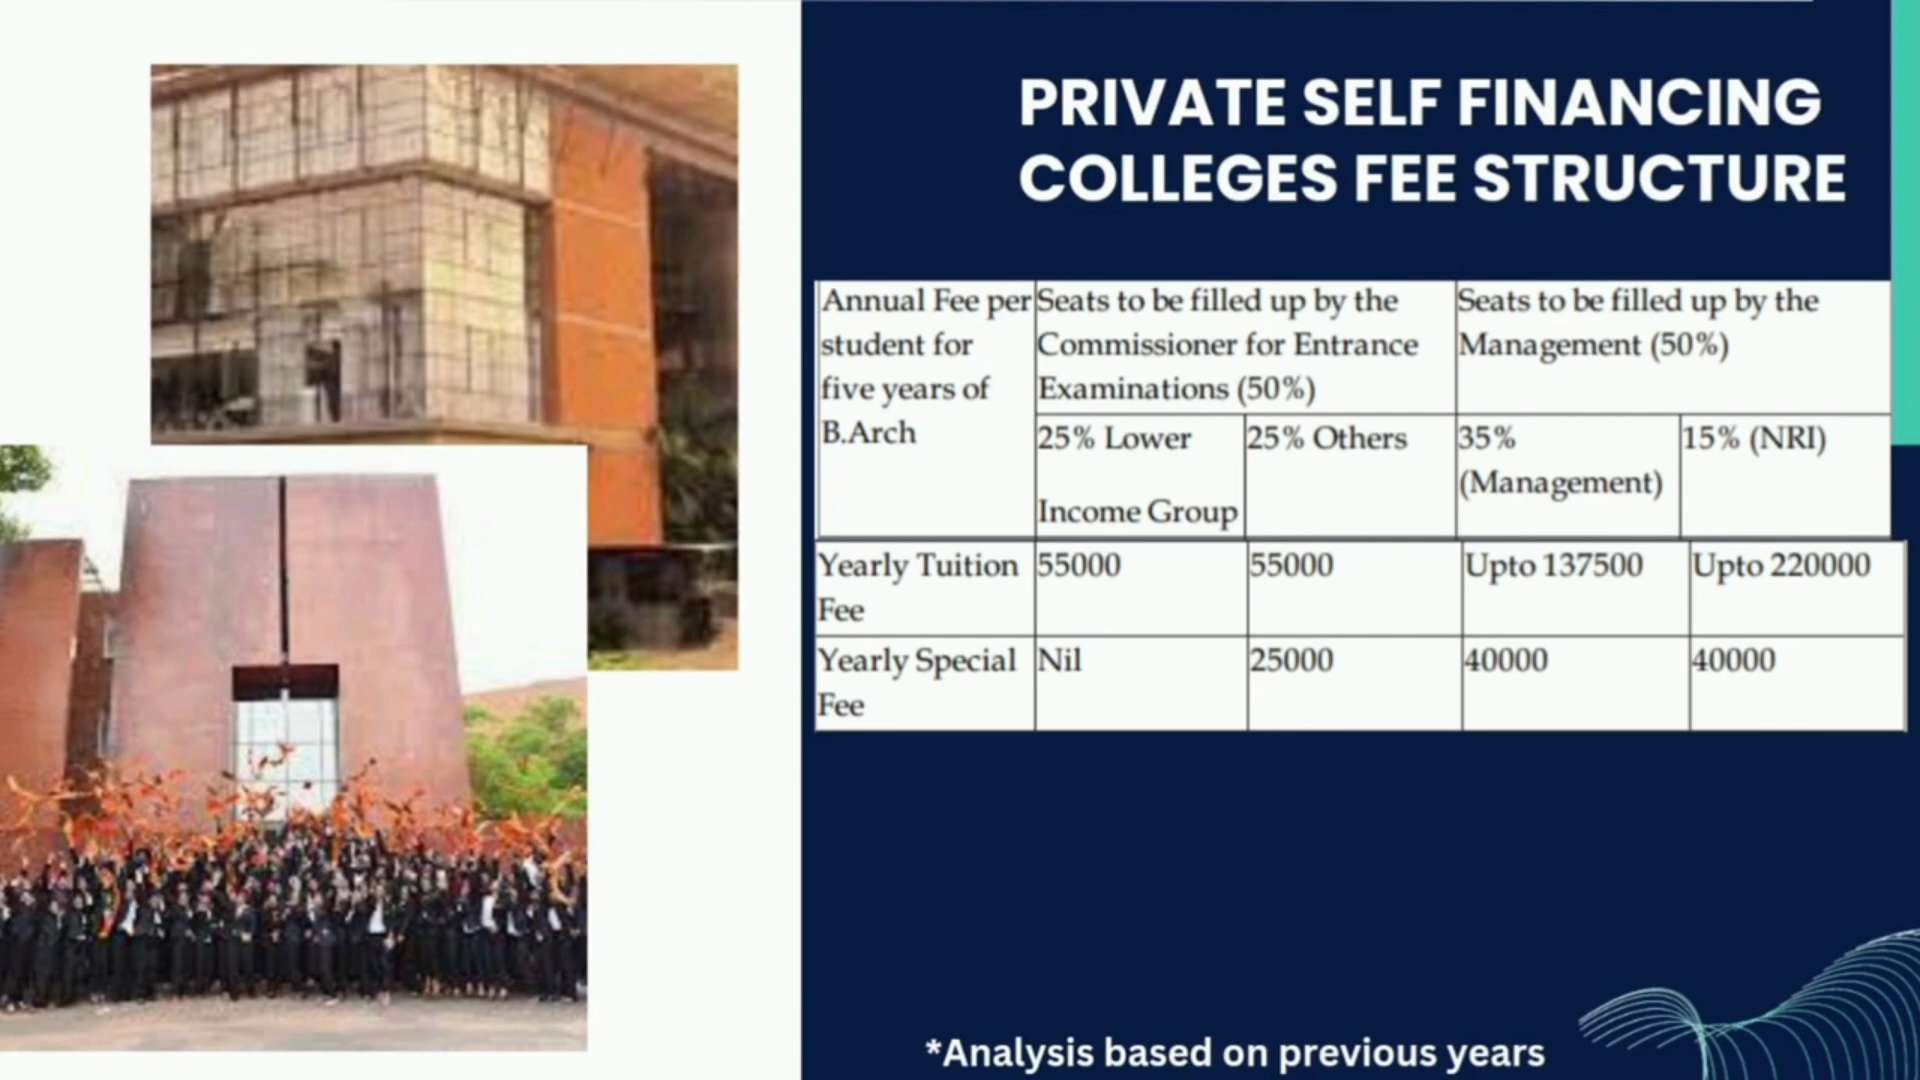 PRIVATE SELF FINANCING
COLLEGES FEE STRUCTURE
Annual Fee per
student for
five years of
B.Arch
Seats to be filled up by the
Commissioner for Entrance
Examinations (50%)
Seats to be filled up by the
Management (50%)
25% Lower
Income Group
25% Others
35%
(Management)
15% (NRI)
Yearly Tuition
Fee
55000
55000
Upto 137500
Upto 220000
Yearly Special
Fee
Nil
25000
40000
40000
*Analysis based on previous years